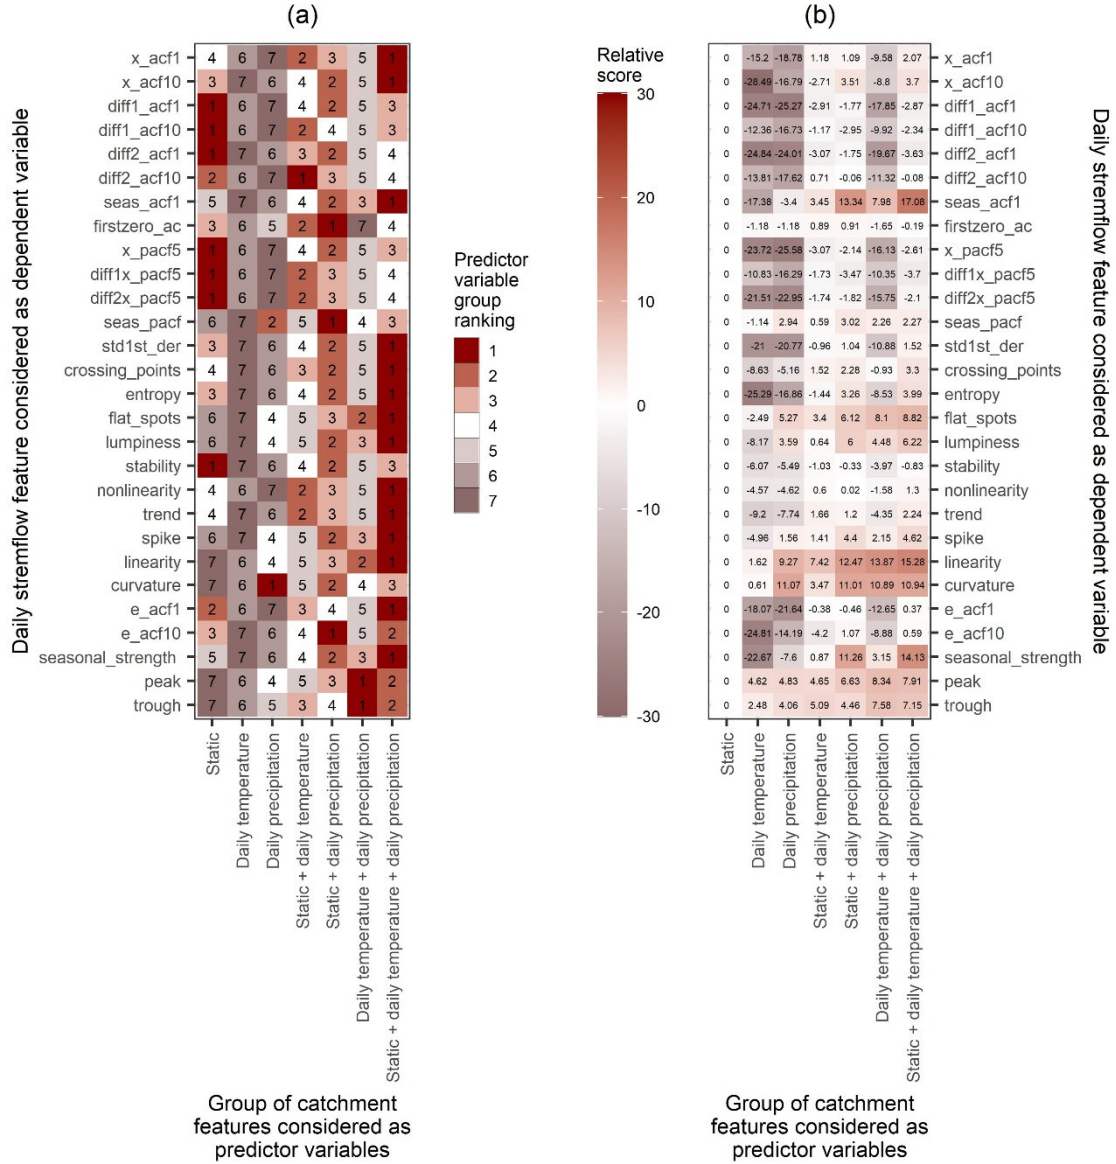 (a)
(b)
Daily stremflow feature considered as dependent variable
x_acf1 4 6 7 2 3 5 1
x_acf10 3 7 6 4 2 5 1
diff1_acf1 1 6 7 4 2 5 3
diff1_acf10 1 6 7 2 4 5 3
diff2_acf1 1 7 6 3 2 5 4
diff2_acf10 2 6 7 1 3 5 4
seas_acf1 5 7 6 4 2 3 1
firstzero_ac 3 6 5 2 1 7 4
x_pacf5 1 6 7 4 2 5 3
diff1x_pacf5 1 6 7 2 3 5 4
diff2x_pacf5 1 6 7 2 3 5 4
seas_pacf 6 7 2 5 1 4 3
std1st_der 3 7 6 4 2 5 1
crossing_points 4 7 6 3 2 5 1
entropy 3 7 6 4 2 5 1
flat_spots 6 7 4 5 3 2 1
lumpiness 6 7 4 5 2 3 1
stability 1 7 6 4 2 5 3
nonlinearity 4 6 7 2 3 5 1
trend 4 7 6 2 3 5 1
spike 6 7 4 5 2 3 1
linearity 7 6 4 5 3 2 1
curvature 7 6 1 5 2 4 3
e_acf1 2 6 7 3 4 5 1
e_acf10 3 7 6 4 1 5 2
seasonal_strength 5 7 6 4 2 3 1
peak 7 6 4 5 3 1 2
trough 7 6 5 3 4 1 2
Static
Daily temperature
Daily precipitation
Static + daily temperature
Static + daily precipitation
Daily temperature + daily precipitation
Static + daily temperature + daily precipitation
Group of catchment
features considered as
predictor variables
Predictor
variable
group
ranking
1
2
3
4
5
6
7
Relative
score
30
20
10
0
-10
-20
-30
0 -15.2 -18.78 1.18 1.09 -9.58 2.07 x_acf1
0 -28.49 -16.79 -2.71 3.51 -8.8 3.7 x_acf10
0 -24.71 -25.27 -2.91 -1.77 -17.85 -2.87 diff1_acf1
0 -12.36 -16.73 -1.17 -2.95 -9.92 -2.34 diff1_acf10
0 -24.84 -24.01 -3.07 -1.75 -19.67 -3.63 diff2_acf1
0 -13.81 -17.62 0.71 -0.06 -11.32 -0.08 diff2_acf10
0 -17.38 -3.4 3.45 13.34 7.98 17.08 seas_acf1
0 -1.18 -1.18 0.89 0.91 -1.65 -0.19 firstzero_ac
0 -23.72 -25.58 -3.07 -2.14 -16.13 -2.61 x_pacf5
0 -10.83 -16.29 -1.73 -3.47 -10.35 -3.7 diff1x_pacf5
0 -21.51 -22.95 -1.74 -1.82 -15.75 -2.1 diff2x_pacf5
0 -1.14 2.94 0.59 3.02 2.26 2.27 seas_pacf
0 -21 -20.77 -0.96 1.04 -10.88 1.52 std1st_der
0 -8.63 -5.16 1.52 2.28 -0.93 3.3 crossing_points
0 -25.29 -16.86 -1.44 3.26 -8.53 3.99 entropy
0 -2.49 5.27 3.4 6.12 8.1 8.82 flat_spots
0 -8.17 3.59 0.64 6 4.48 6.22 lumpiness
0 -6.07 -5.49 -1.03 -0.33 -3.97 -0.83 stability
0 -4.57 -4.62 0.6 0.02 -1.58 1.3 nonlinearity
0 -9.2 -7.74 1.66 1.2 -4.35 2.24 trend
0 -4.96 1.56 1.41 4.4 2.15 4.62 spike
0 1.62 9.27 7.42 12.47 13.87 15.28 linearity
0 0.61 11.07 3.47 11.01 10.89 10.94 curvature
0 -18.07 -21.64 -0.38 -0.46 -12.65 0.37 e_acf1
0 -24.81 -14.19 -4.2 1.07 -8.88 0.59 e_acf10
0 -22.67 -7.6 0.87 11.26 3.15 14.13 seasonal_strength
0 4.62 4.83 4.65 6.63 8.34 7.91 peak
0 2.48 4.06 5.09 4.46 7.58 7.15 trough
Daily stremflow feature considered as dependent variable
Static
Daily temperature
Daily precipitation
Static + daily temperature
Static + daily precipitation
Daily temperature + daily precipitation
Static + daily temperature + daily precipitation
Group of catchment
features considered as
predictor variables